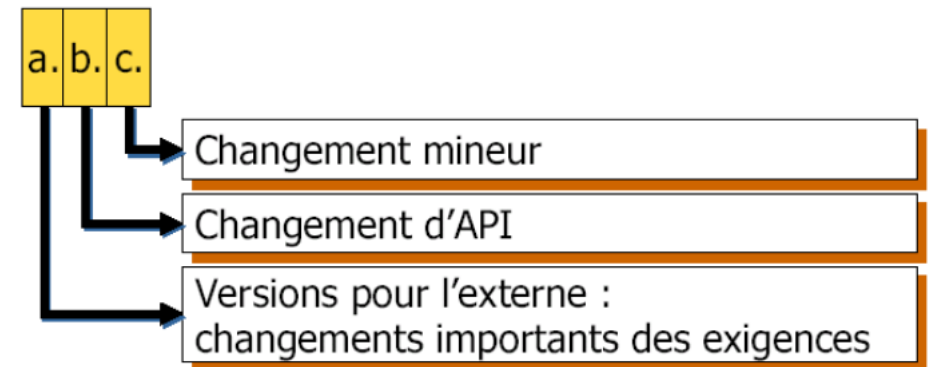 a. b. c.
Changement mineur
Changement d’API
Versions pour l’externe :
changements importants des exigences